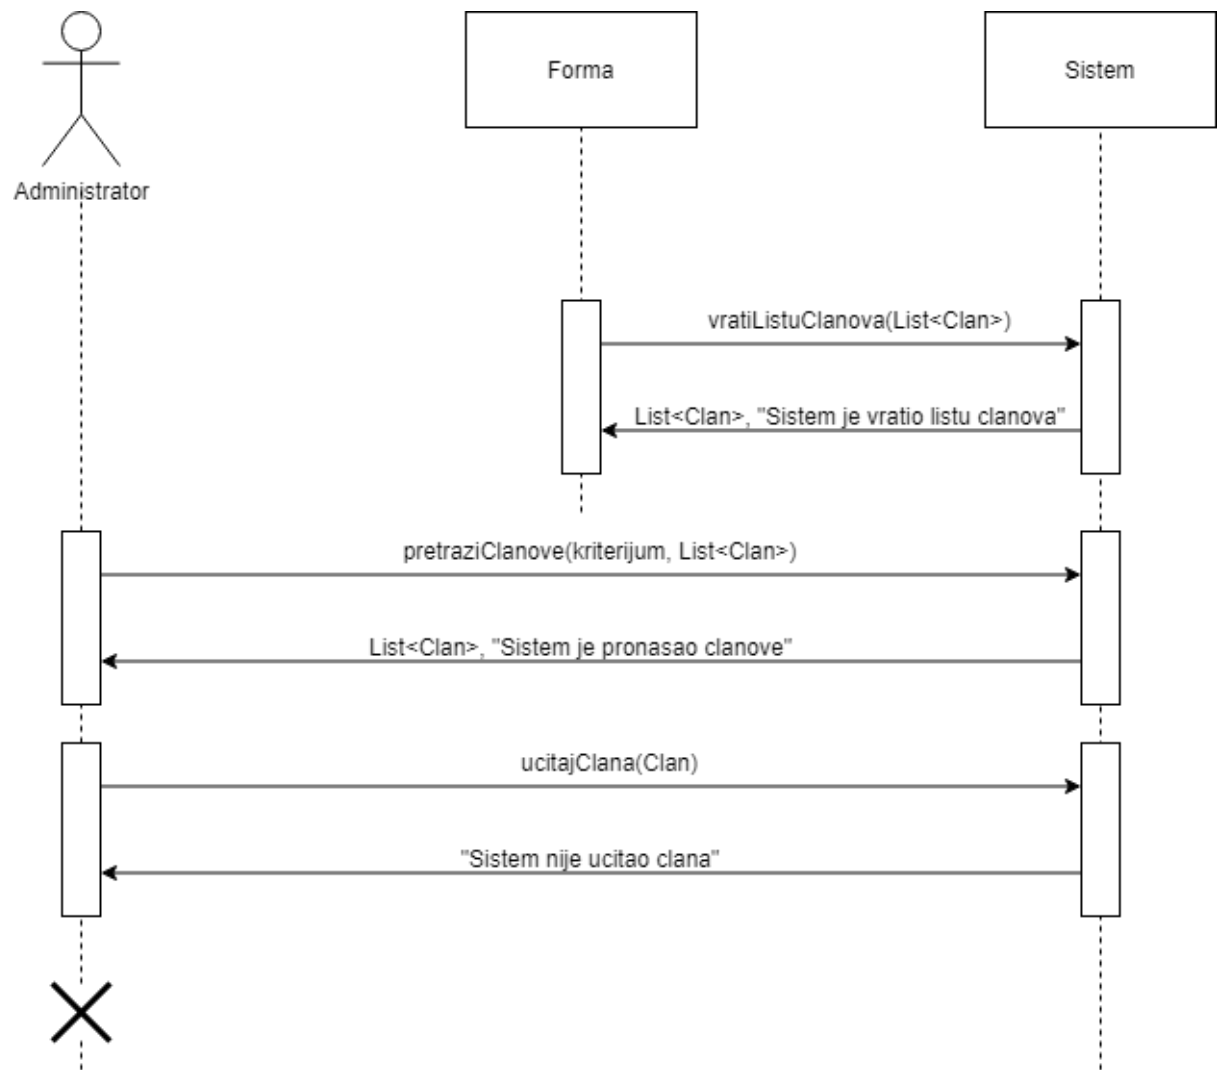 Forma
Sistem
Administrator
vratiListuClanova(List<Clan>)
List<Clan>, "Sistem je vratio listu clanova"
pretraziClanove(kriterijum, List<Clan>)
List<Clan>, "Sistem je pronasao clanove"
ucitajClana(Clan)
"Sistem nije ucitao clana"